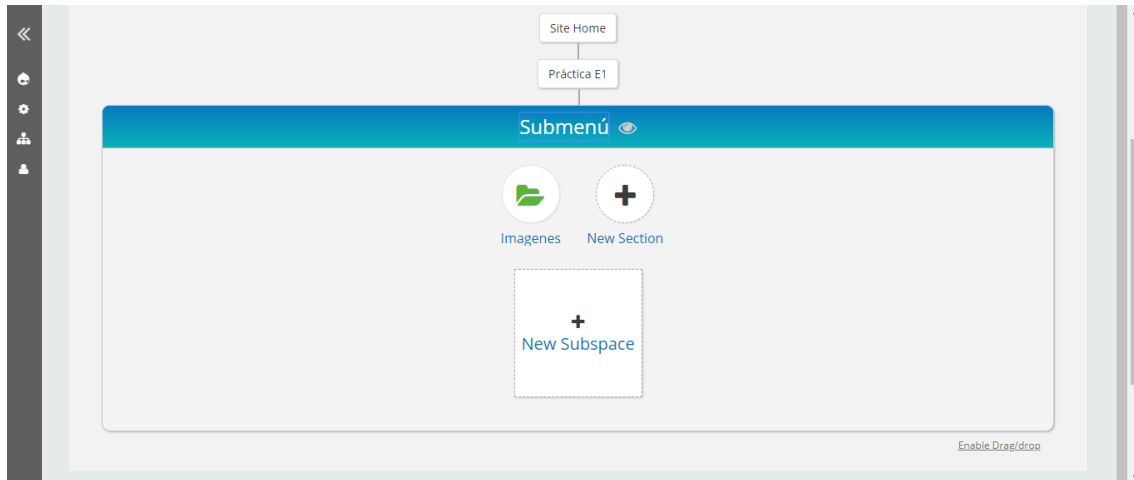 Site Home
Práctica E1
Submenú
Imagenes
New Section
New Subspace
Enable Drag/drop